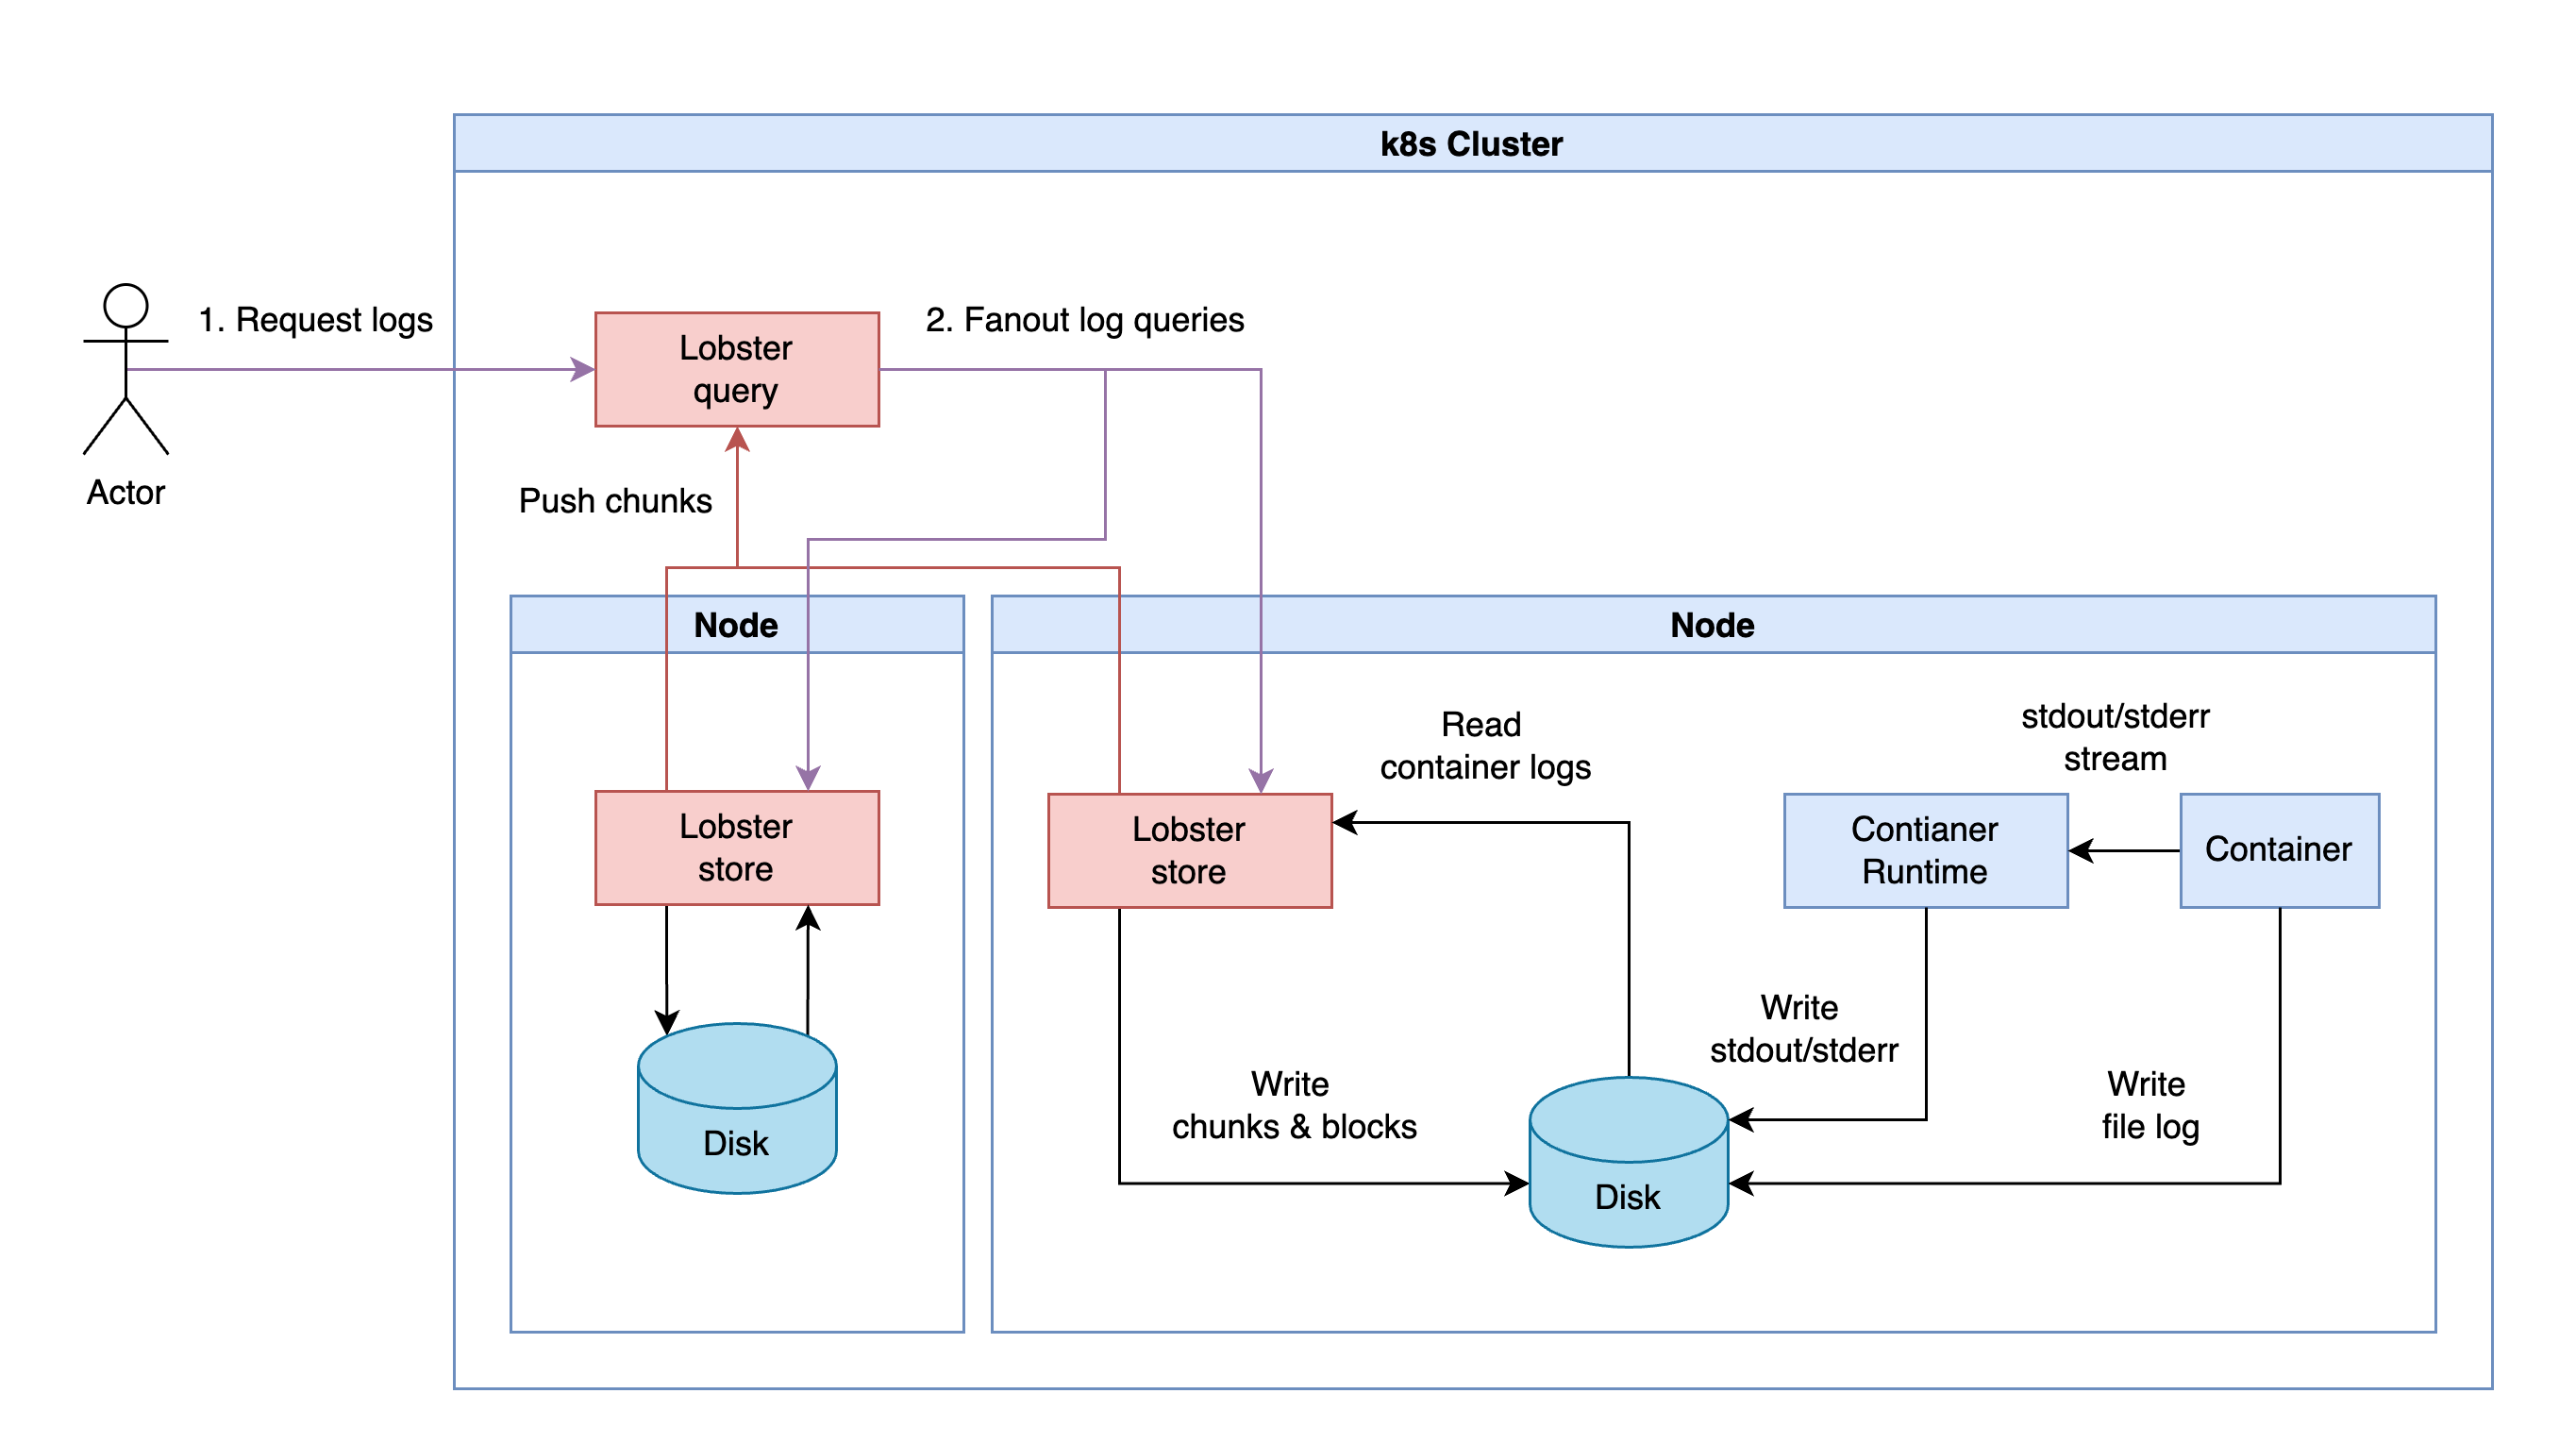 k8s Cluster
1. Request logs
Lobster
query
2. Fanout log queries
Actor
Push chunks
Node
Node
Lobster
store
Disk
Lobster
store
Read
container logs
stdout/stderr
stream
Contianer
Runtime
Container
Write
stdout/stderr
Write
chunks & blocks
Write
file log
Disk